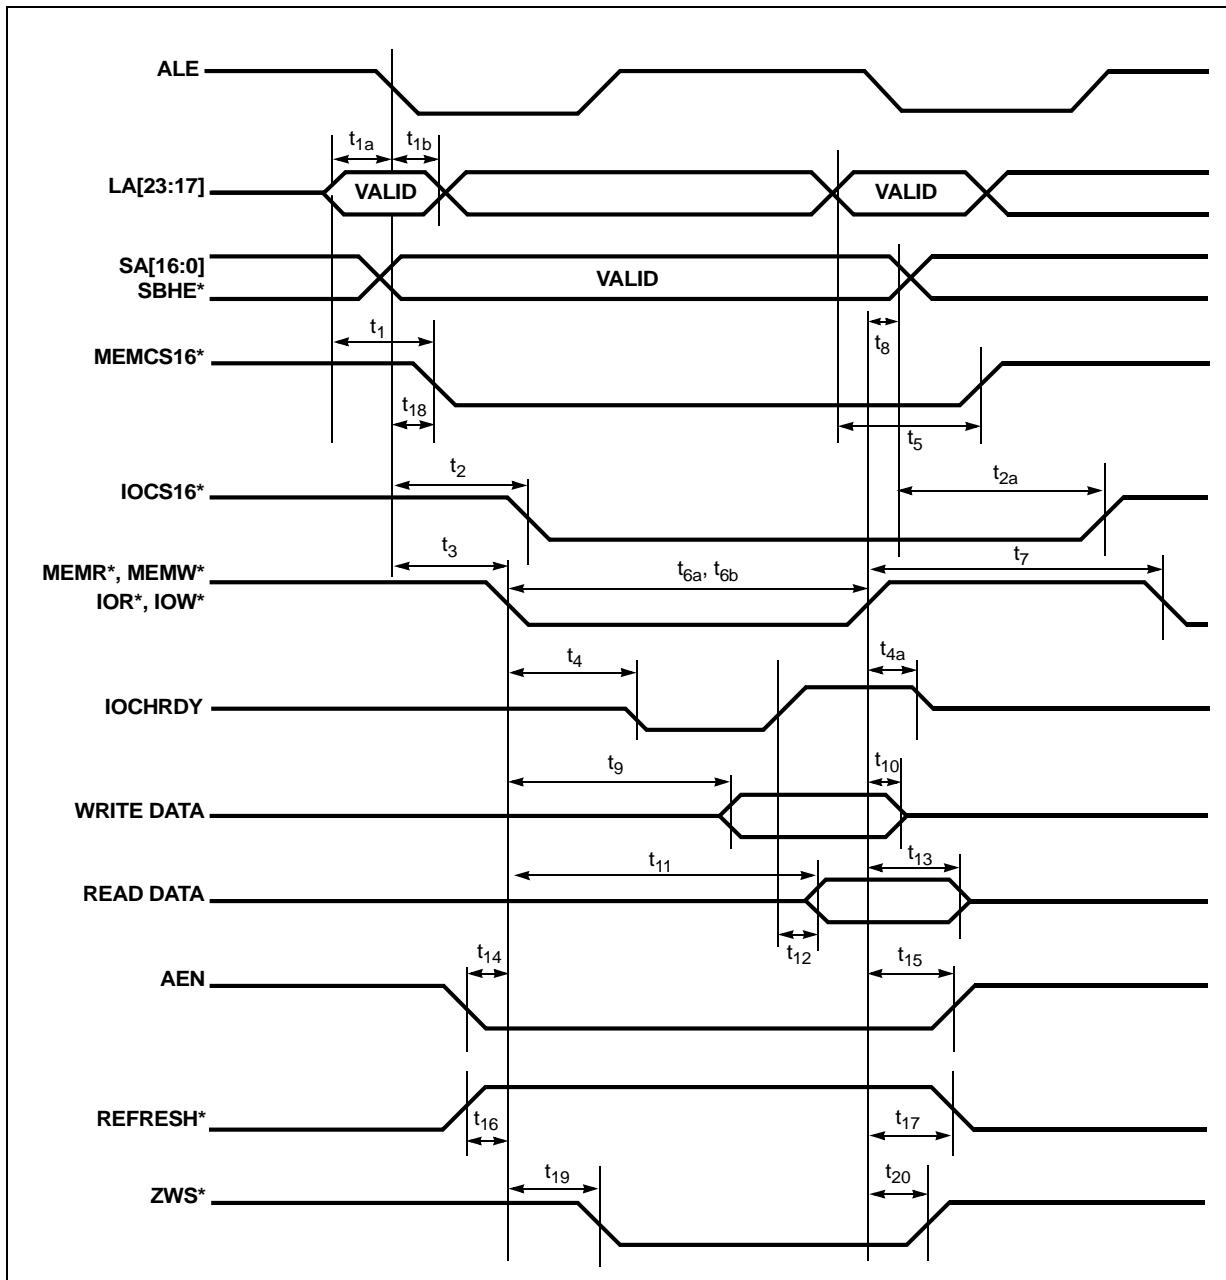 ALE
t1a t1b
LA[23:17] VALID VALID
SA[16:0]
SBHE* VALID
t1 t8
MEMCS16*
t18 t5
t2 t2a
IOCS16*
t3 t6a, t6b t7
MEMR*, MEMW*
IOR*, IOW*
t4 t4a
IOCHRDY
t9 t10
WRITE DATA
t11 t13
READ DATA
t14 t12 t15
AEN
REFRESH*
t16 t17
t19 t20
ZWS*